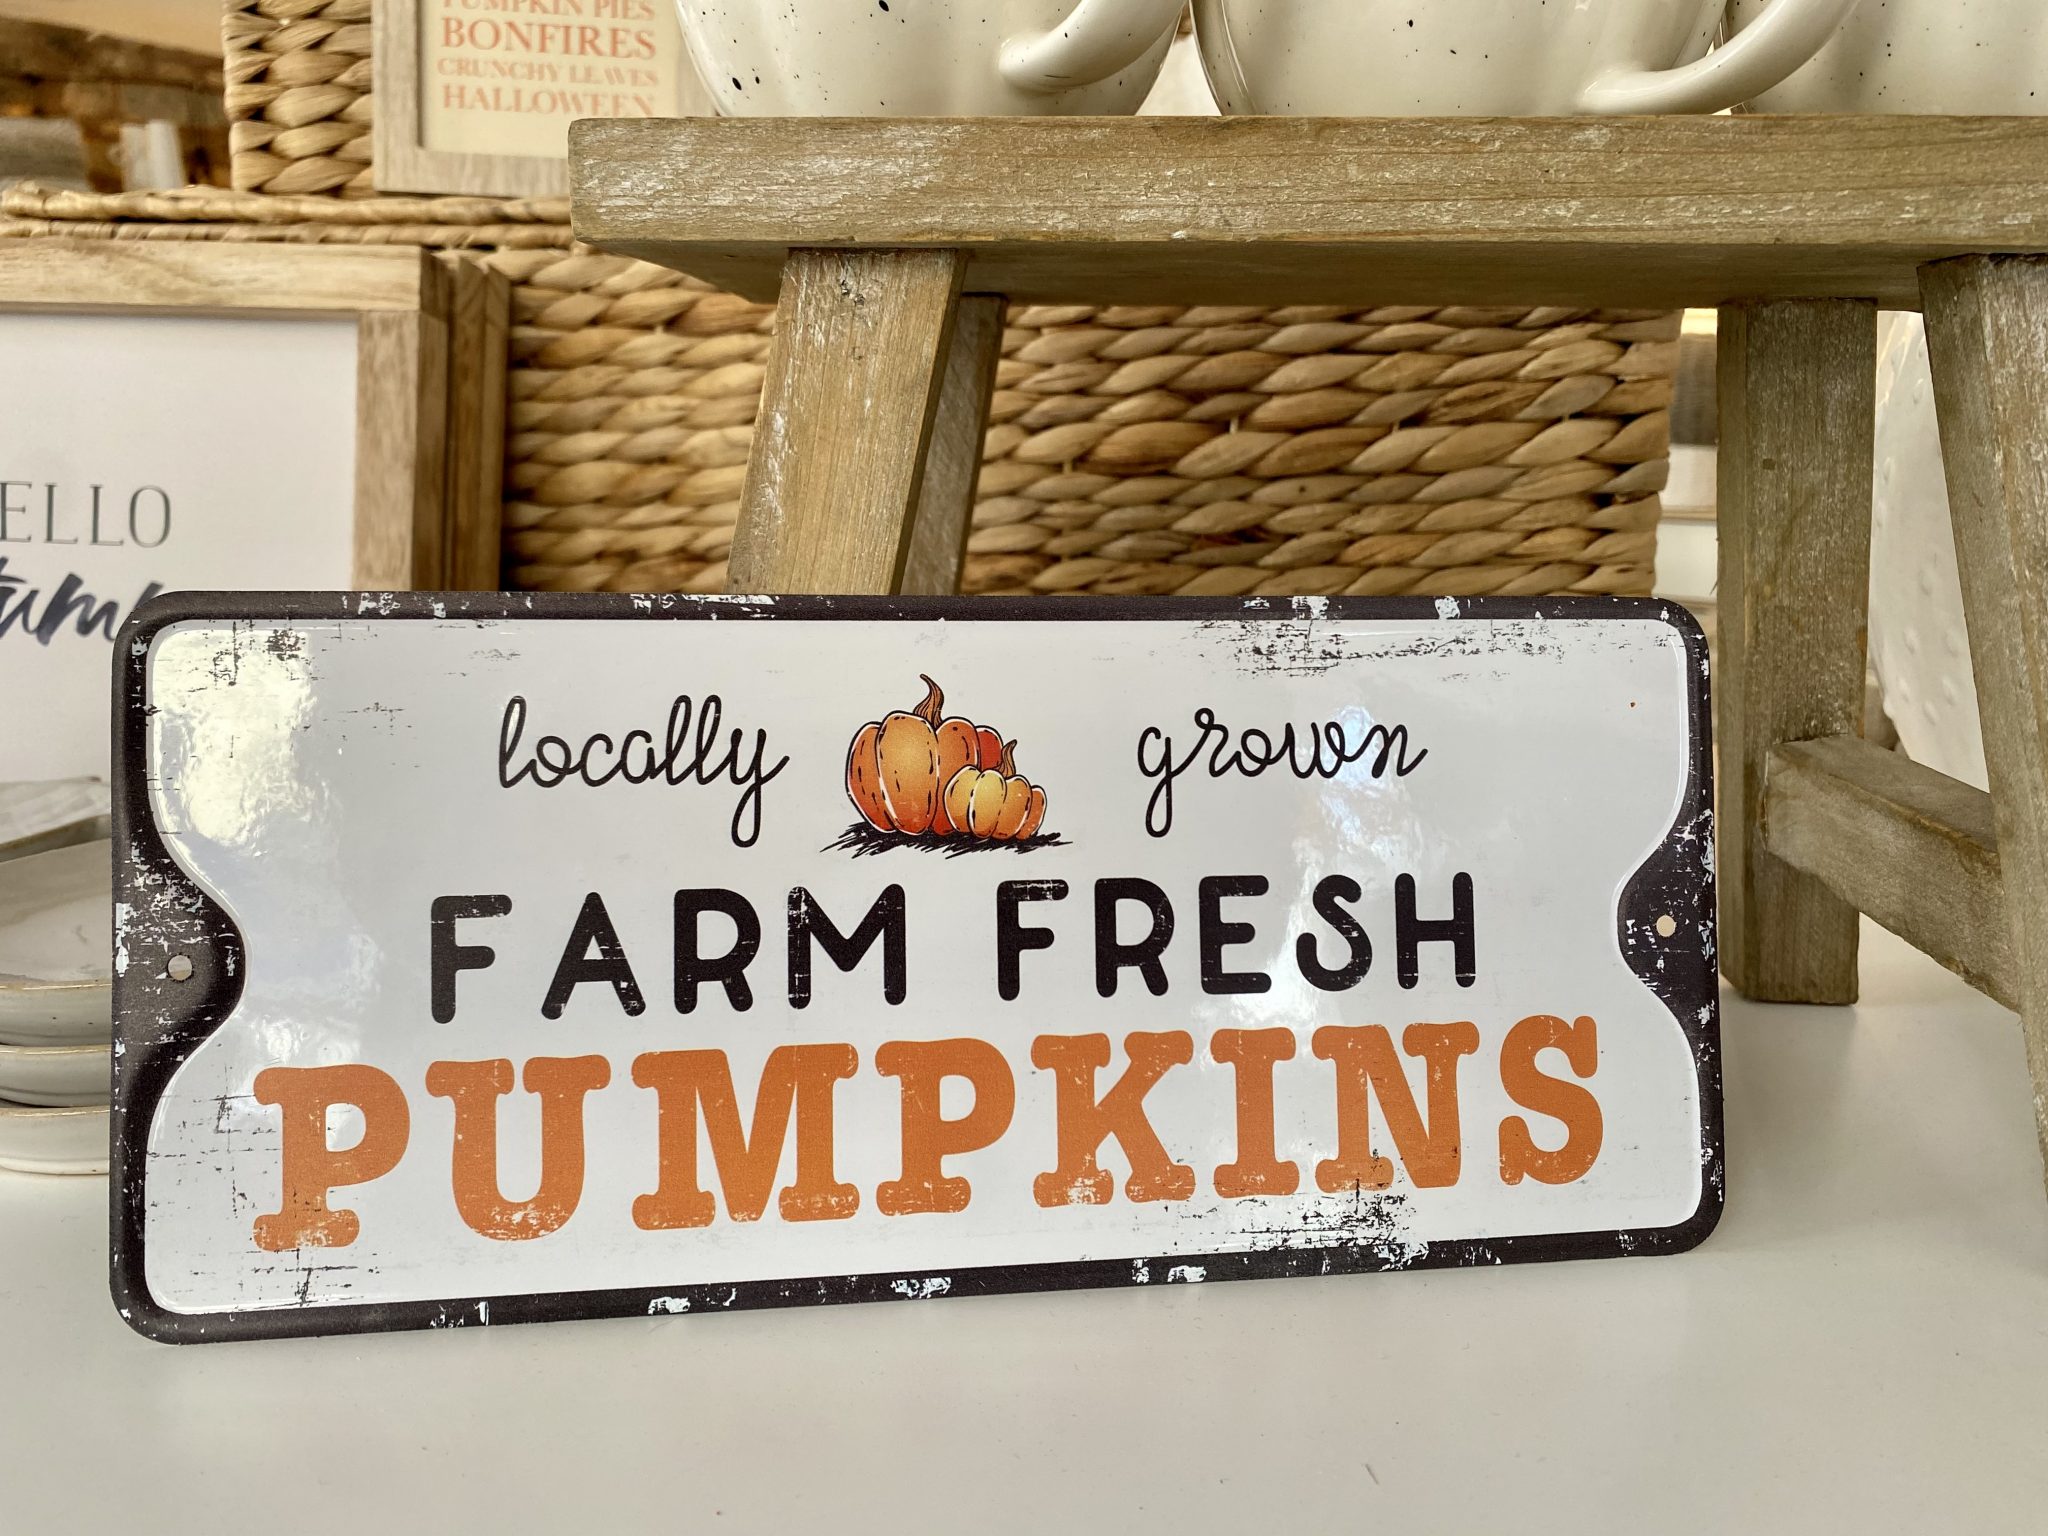 PUMPKIN PIES
BONFIRES
CRUNCHY LEAVES
HALLOWEEN
ELLO
locally grown
FARM FRESH
PUMPKINS